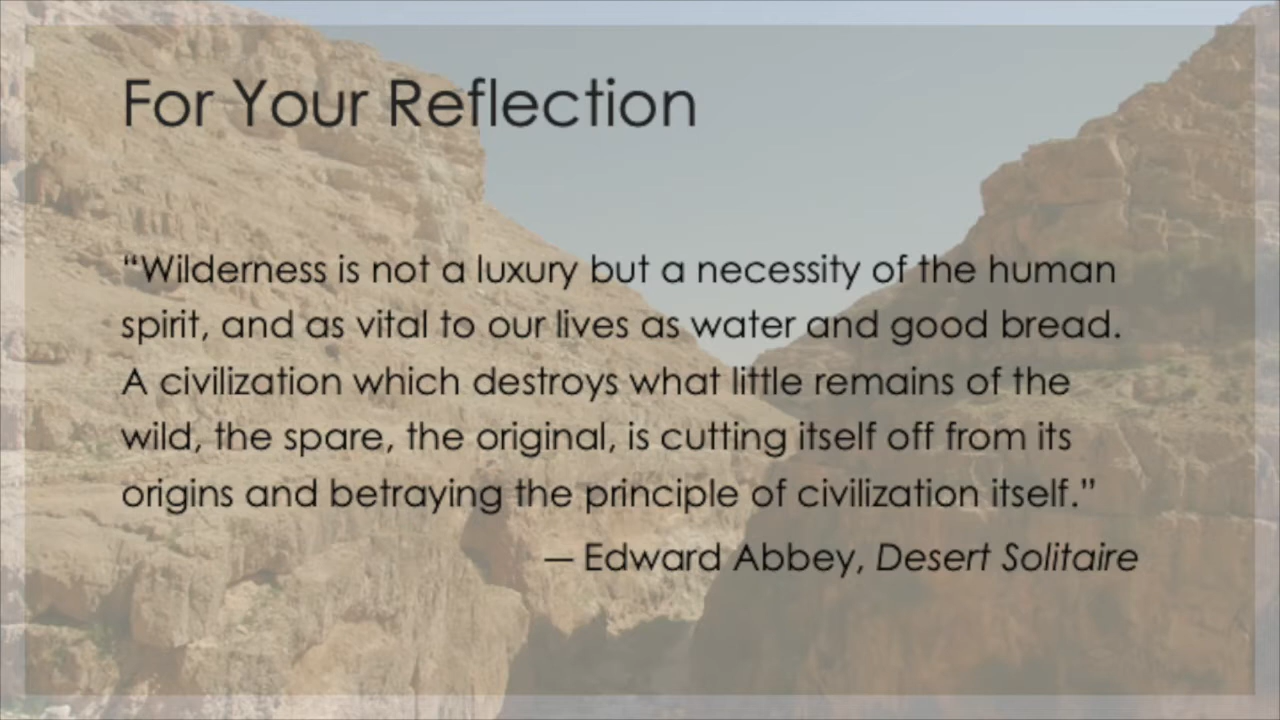 For Your Reflection
“Wilderness is not a luxury but a necessity of the human
spirit, and as vital to our lives as water and good bread.
A civilization which destroys what little remains of the
wild, the spare, the original, is cutting itself off from its
origins and betraying the principle of civilization itself.”
— Edward Abbey, Desert Solitaire